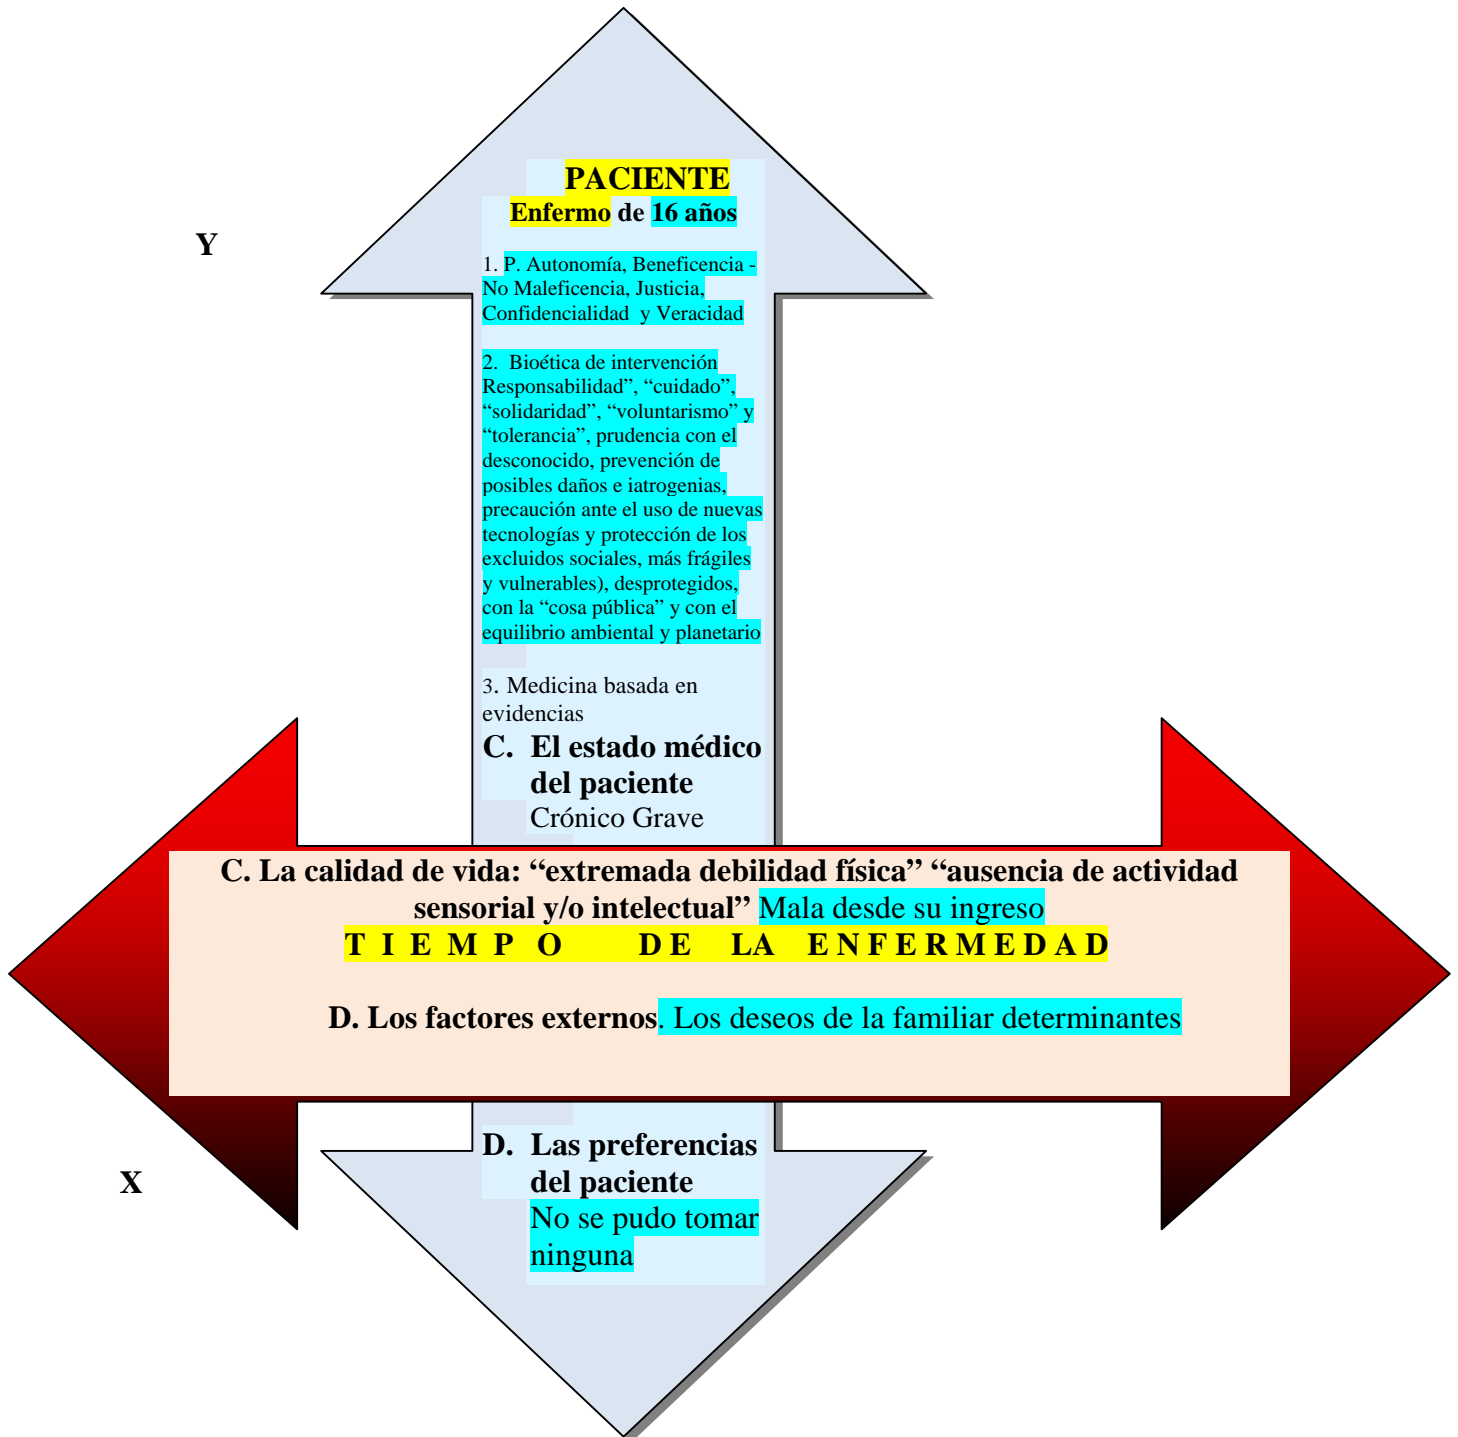 PACIENTE
Enfermo de 16 años
Y
1. P. Autonomía, Beneficencia -
No Maleficencia, Justicia,
Confidencialidad y Veracidad
2. Bioética de intervención
Responsabilidad”, “cuidado”,
“solidaridad”, “voluntarismo” y
“tolerancia”, prudencia con el
desconocido, prevención de
posibles daños e iatrogenias,
precaución ante el uso de nuevas
tecnologías y protección de los
excluidos sociales, más frágiles
y vulnerables), desprotegidos,
con la “cosa pública” y con el
equilibrio ambiental y planetario
3. Medicina basada en
evidencias
C. El estado médico
del paciente
Crónico Grave
C. La calidad de vida: “extremada debilidad física” “ausencia de actividad
sensorial y/o intelectual” Mala desde su ingreso
T I E M P O D E LA E N F E R M E D A D
D. Los factores externos. Los deseos de la familiar determinantes
D. Las preferencias
del paciente
No se pudo tomar
ninguna
X